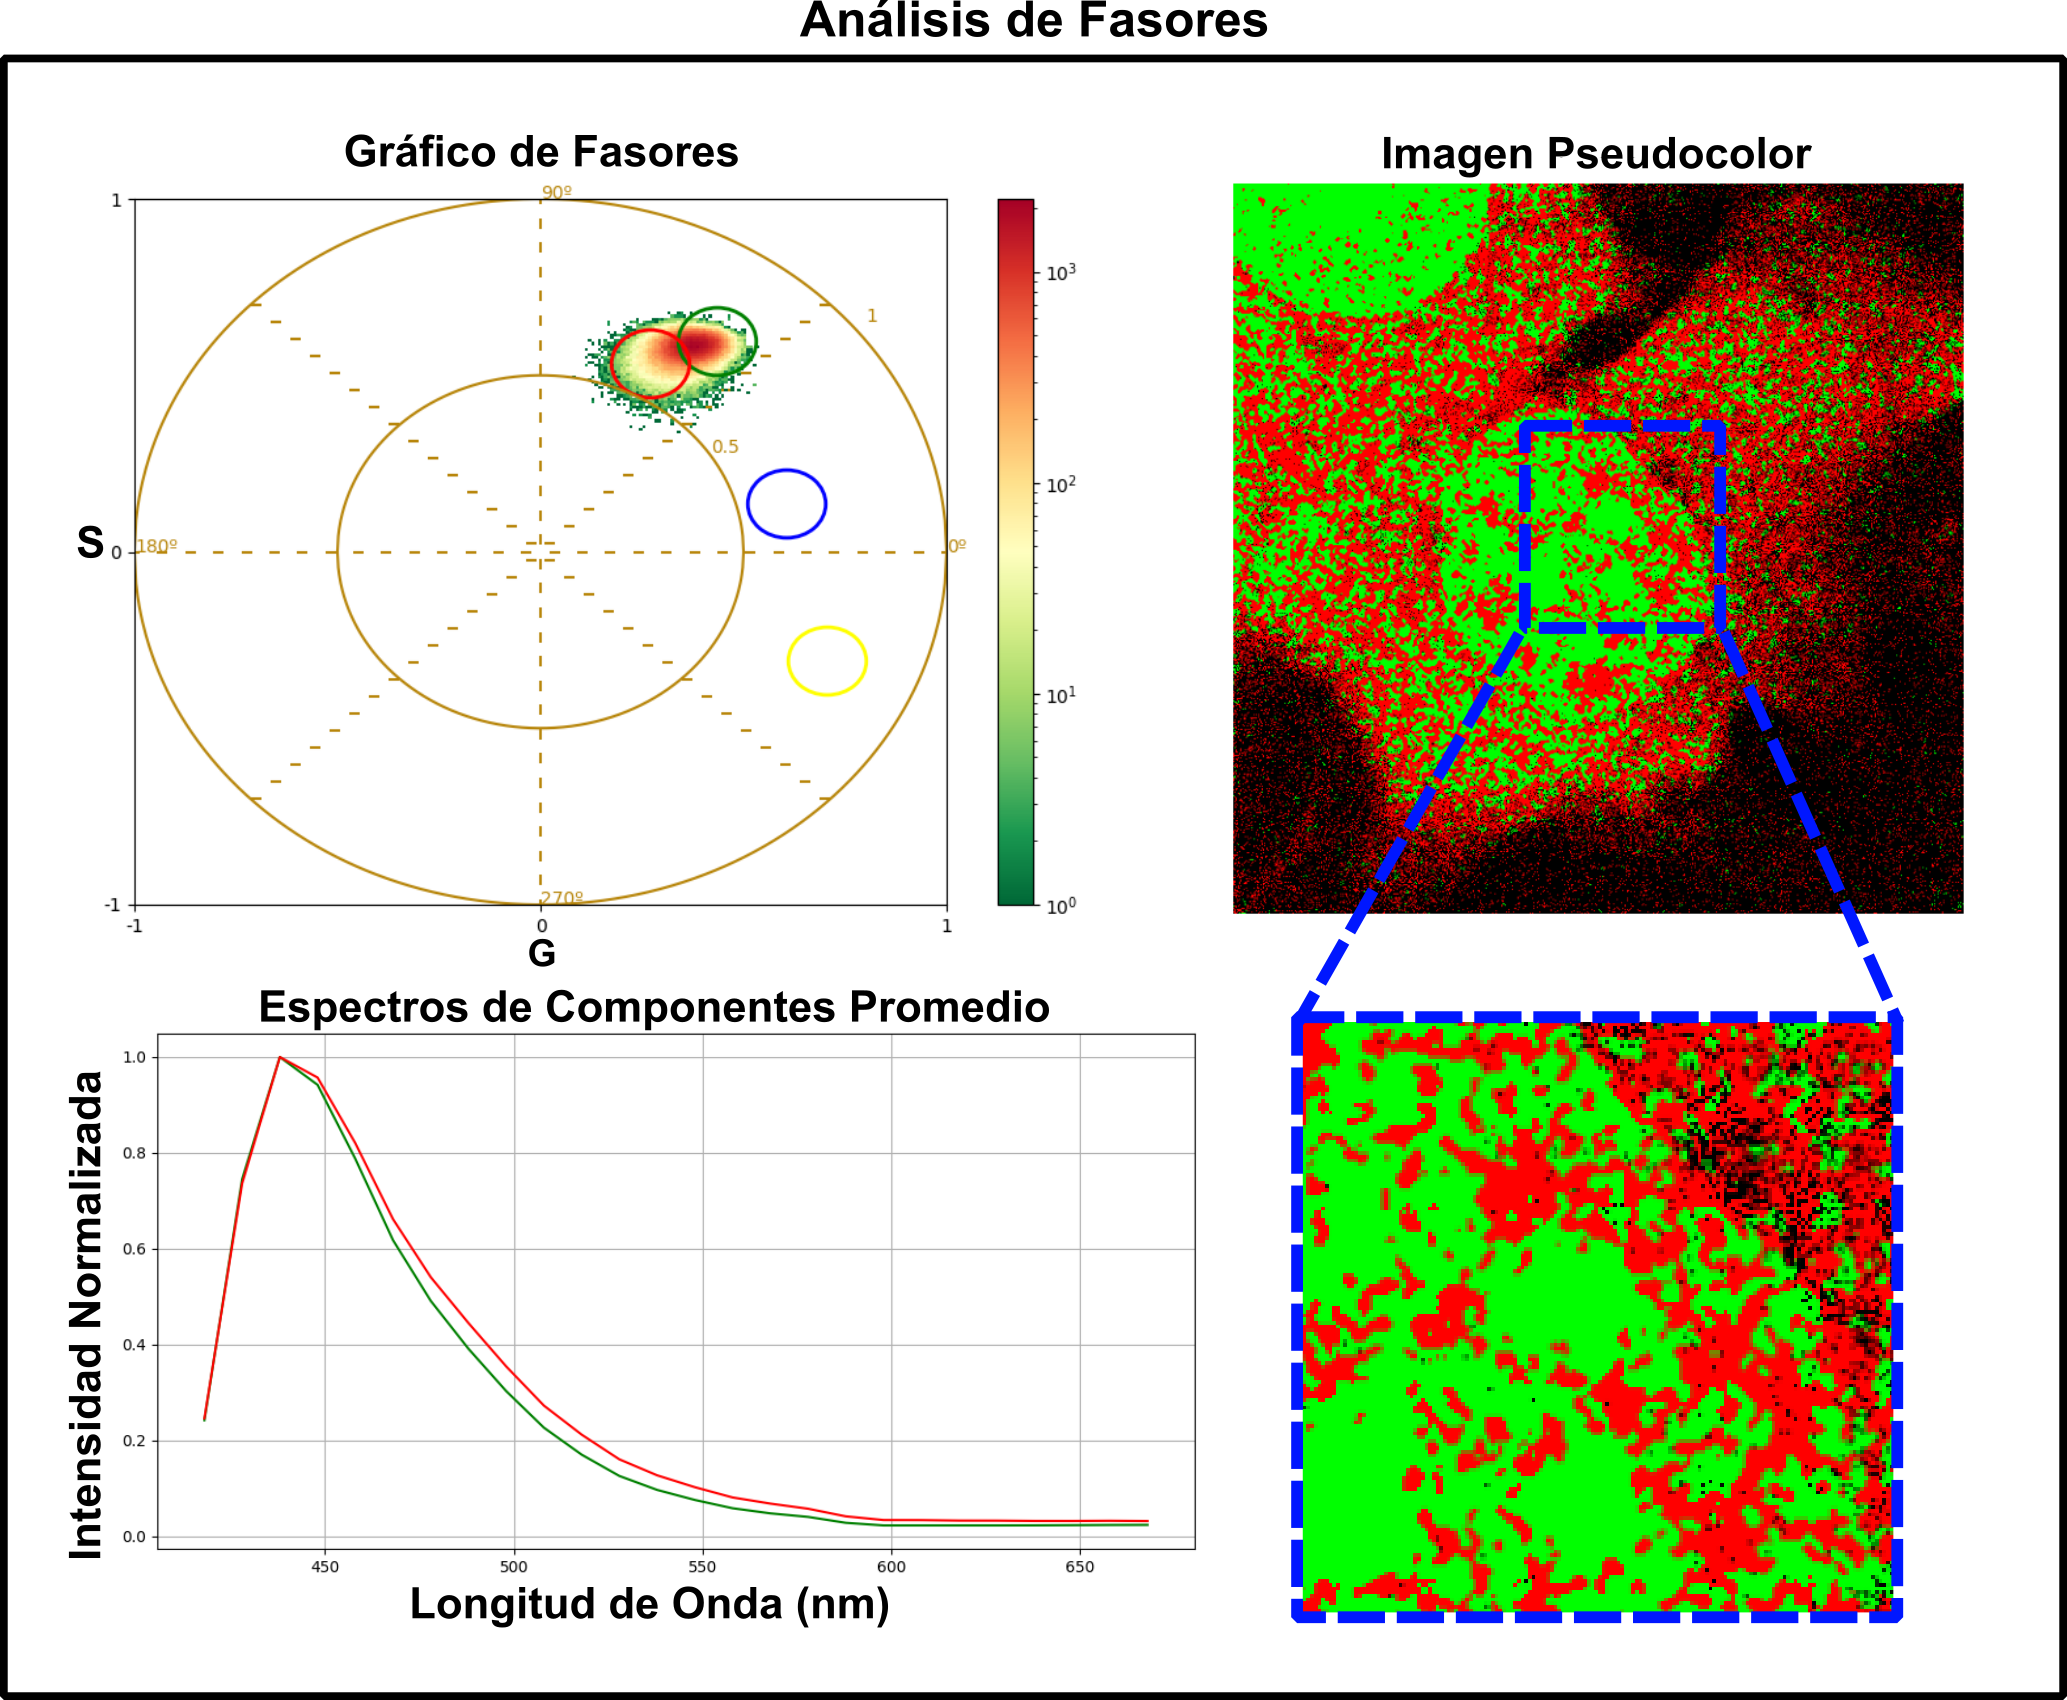 Análisis de Fasores
Gráfico de Fasores
Imagen Pseudocolor
1
90º
1
0.5
S
0
180º
0º
270º
-1
-1
0
1
G
10³
10²
10¹
10⁰
Espectros de Componentes Promedio
Intensidad Normalizada
1.0
0.8
0.6
0.4
0.2
0.0
450
500
550
600
650
Longitud de Onda (nm)